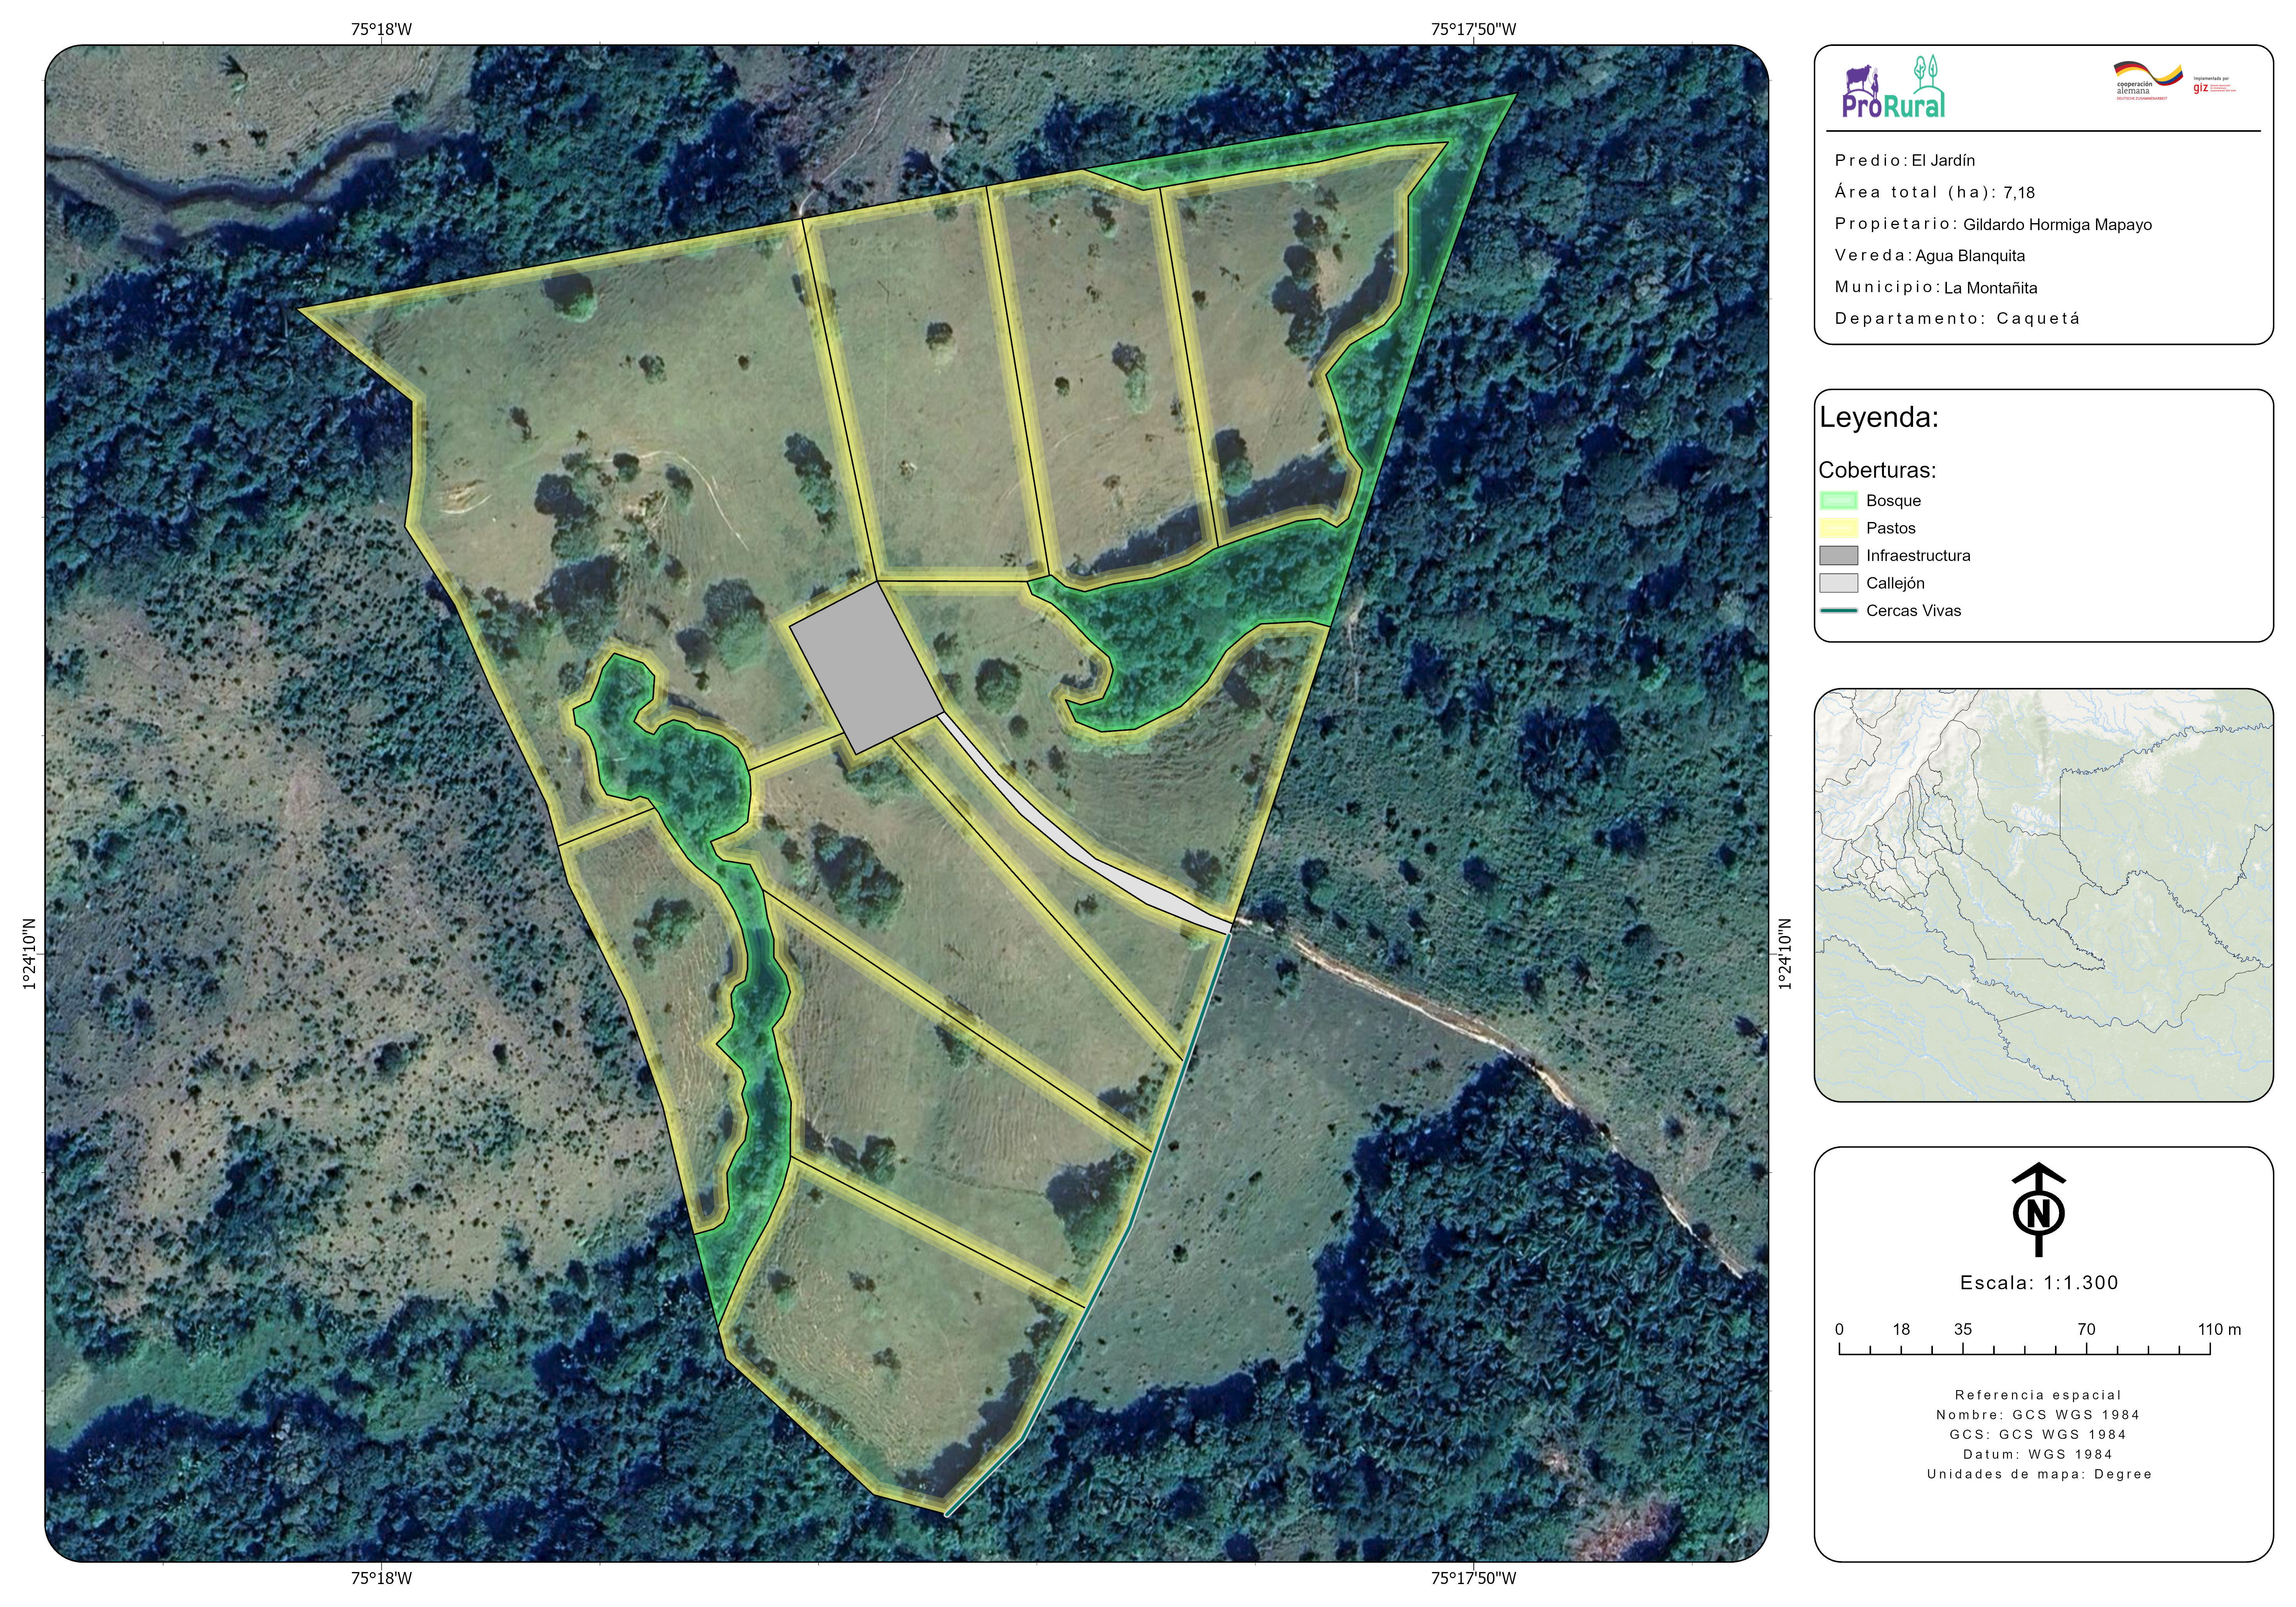 75°18'W
75°17'50"W
1°24'10"N
1°24'10"N
75°18'W
75°17'50"W
ProRural
cooperación
alemana
DEUTSCHE ZUSAMMENARBEIT
Implementada por
giz
Predio: El Jardín
Área total (ha): 7,18
Propietario: Gildardo Hormiga Mapayo
Vereda: Agua Blanquita
Municipio: La Montañita
Departamento: Caquetá
Leyenda:
Coberturas:
Bosque
Pastos
Infraestructura
Callejón
Cercas Vivas
N
Escala: 1:1.300
0 18 35 70 110 m
Referencia espacial
Nombre: GCS WGS 1984
GCS: GCS WGS 1984
Datum: WGS 1984
Unidades de mapa: Degree